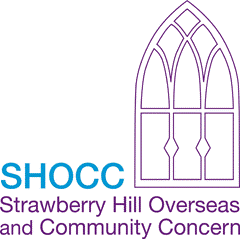 SHOCC
Strawberry Hill Overseas
and Community Concern